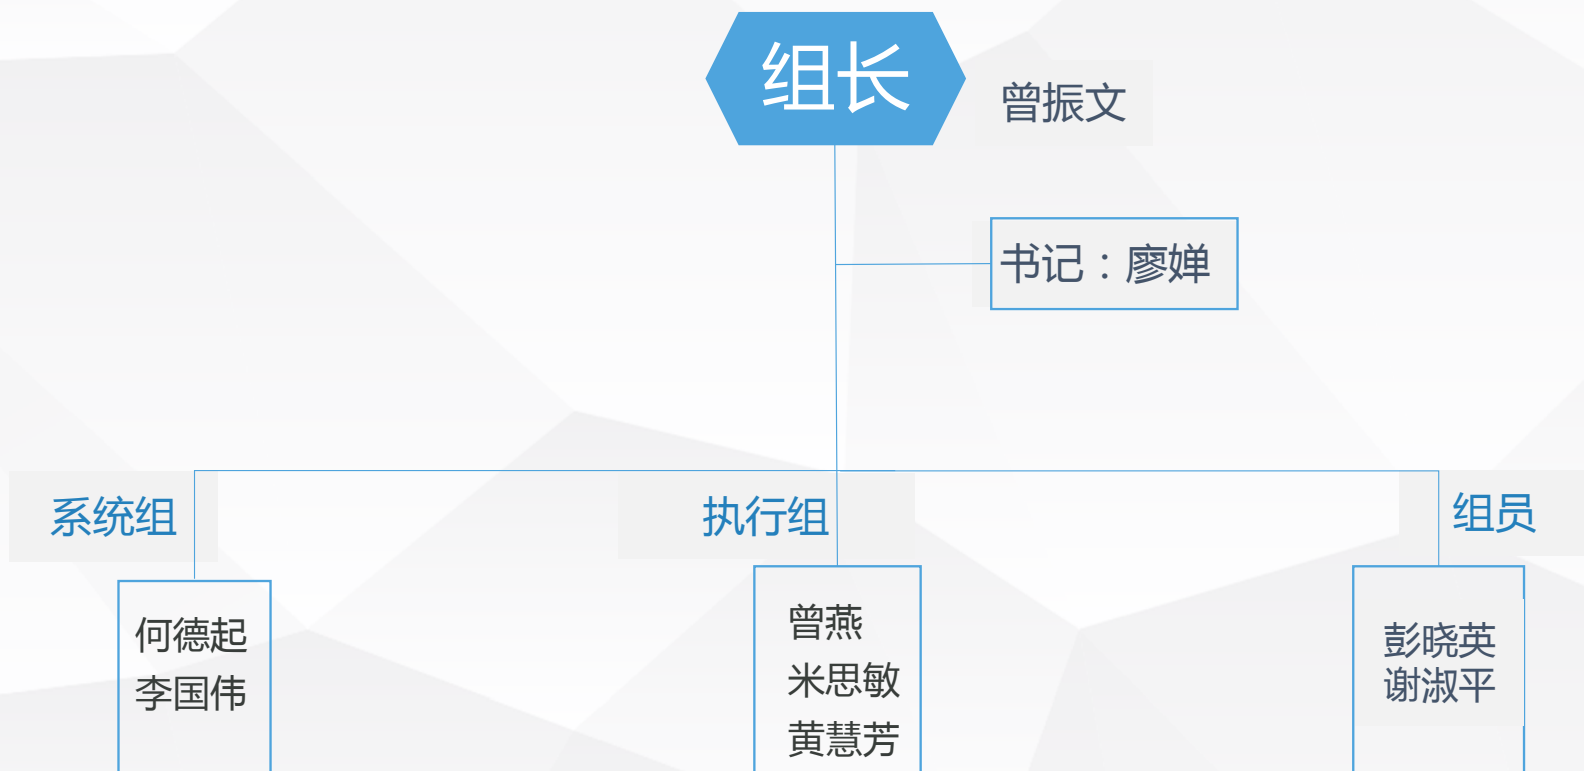 组长
曾振文
书记：廖婵
系统组
执行组
组员
何德起
李国伟
曾燕
米思敏
黄慧芳
彭晓英
谢淑平